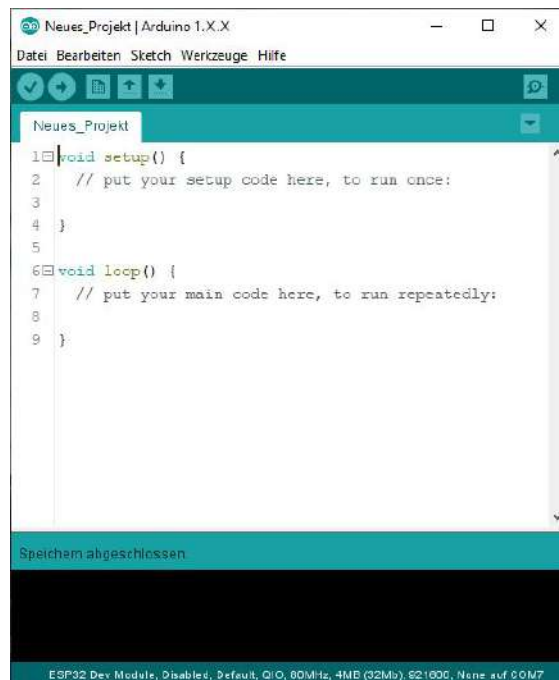 Neues_Projekt | Arduino 1.X.X
Datei Bearbeiten Sketch Werkzeuge Hilfe
Neues_Projekt
1 void setup() {
2 // put your setup code here, to run once:
3
4 }
5
6 void loop() {
7 // put your main code here, to run repeatedly:
8
9 }
Speichern abgeschlossen.
ESP32 Dev Module, Disabled, Default, QIO, 80MHz, 4MB (32Mb), 921600, None auf COM7